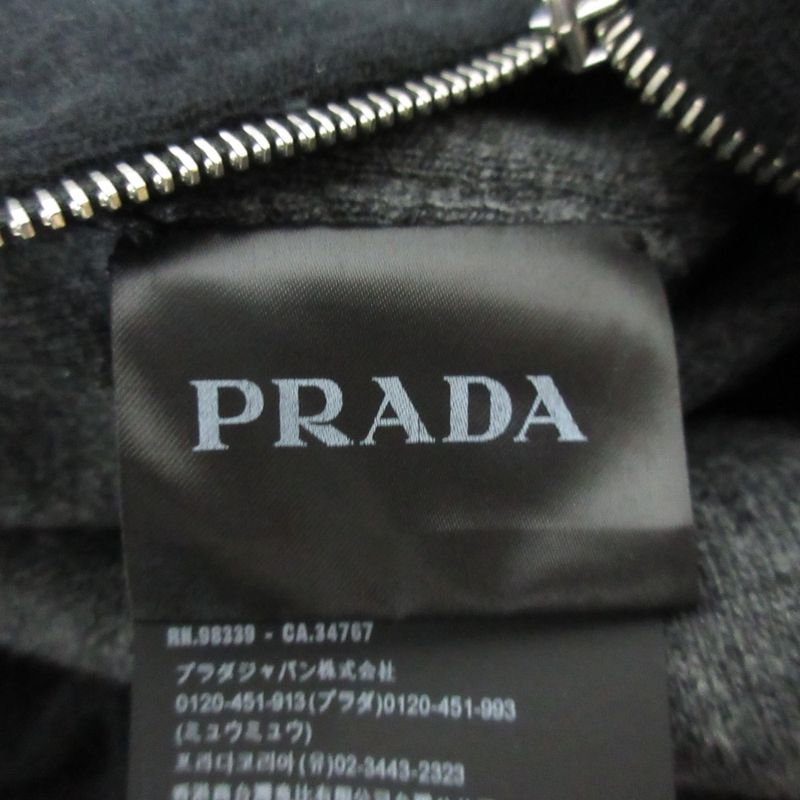 PRADA
RN.98339 - CA.34767
プラダジャパン株式会社
0120-451-913(プラダ)0120-451-993
(ミュウミュウ)
프라다코리아(유)02-3443-2323